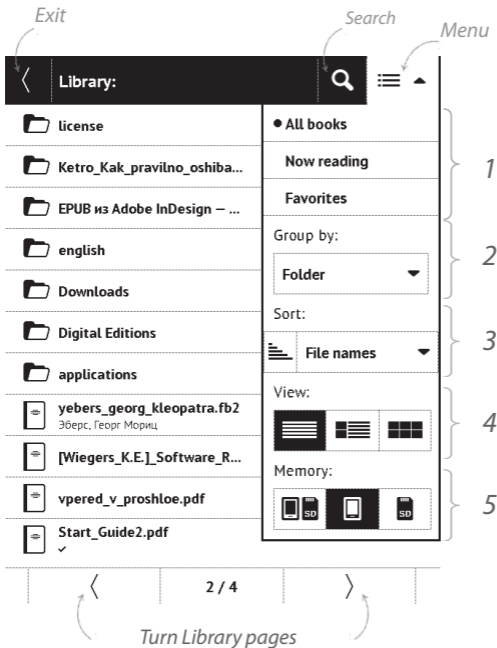 Exit
Search
Menu
Library:
license
Ketro_Kak_pravilno_oshiba...
EPUB из Adobe InDesign — ...
english
Downloads
Digital Editions
applications
yebers_georg_kleopatra.fb2
Эберс, Георг Мориц
[Wiegers_K.E.]_Software_R...
vpered_v_proshloe.pdf
Start_Guide2.pdf
All books
Now reading
Favorites
1
Group by:
Folder
2
Sort:
File names
3
View:
4
Memory:
SD
SD
5
2 / 4
Turn Library pages